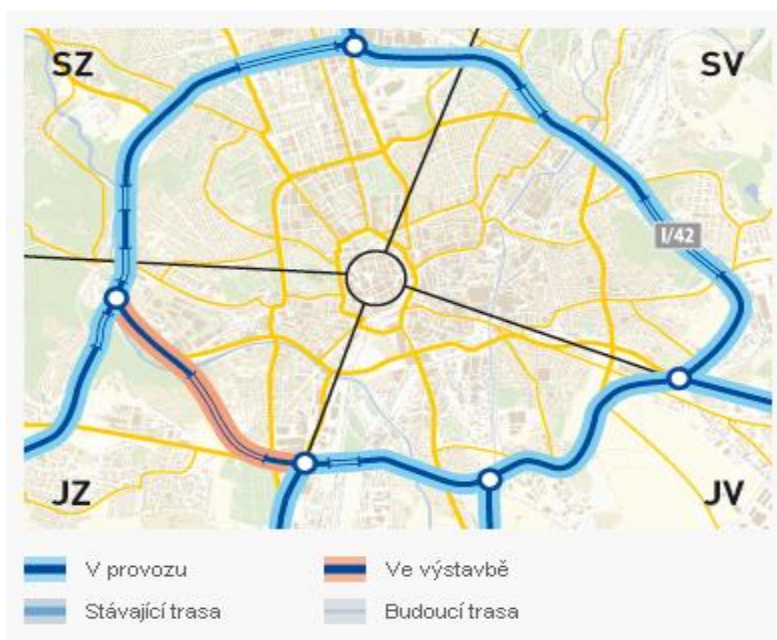 SZ
SV
I/42
JZ
JV
V provozu
Ve výstavbě
Stávající trasa
Budoucí trasa